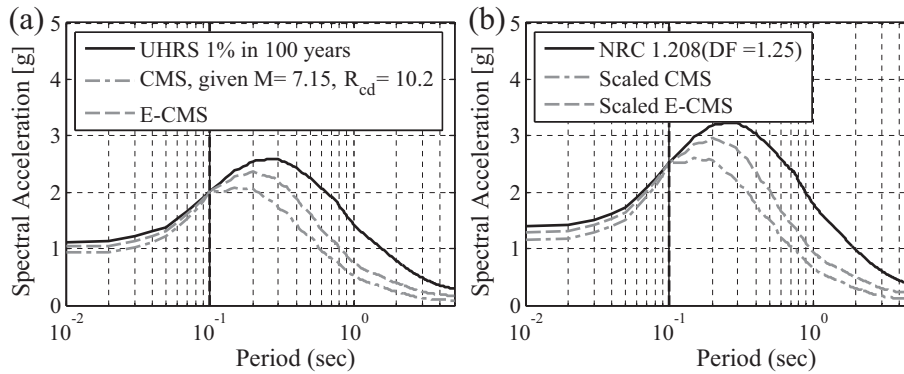 (a)
5
4
3
2
1
0
Spectral Acceleration [g]
UHRS 1% in 100 years
CMS, given M= 7.15, R_cd= 10.2
E-CMS
10^-2
10^-1
10^0
Period (sec)
(b)
5
4
3
2
1
0
Spectral Acceleration [g]
NRC 1.208(DF =1.25)
Scaled CMS
Scaled E-CMS
10^-2
10^-1
10^0
Period (sec)